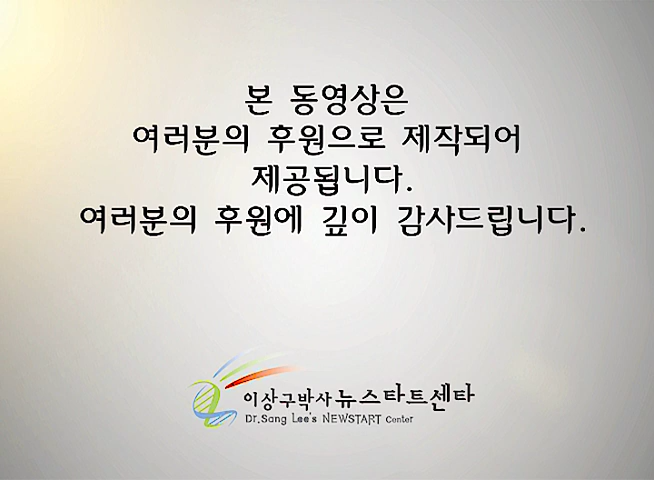 본 동영상은
여러분의 후원으로 제작되어
제공됩니다.
여러분의 후원에 깊이 감사드립니다.
이상구박사 뉴스타트센타
Dr.Sang Lee's NEWSTART Center